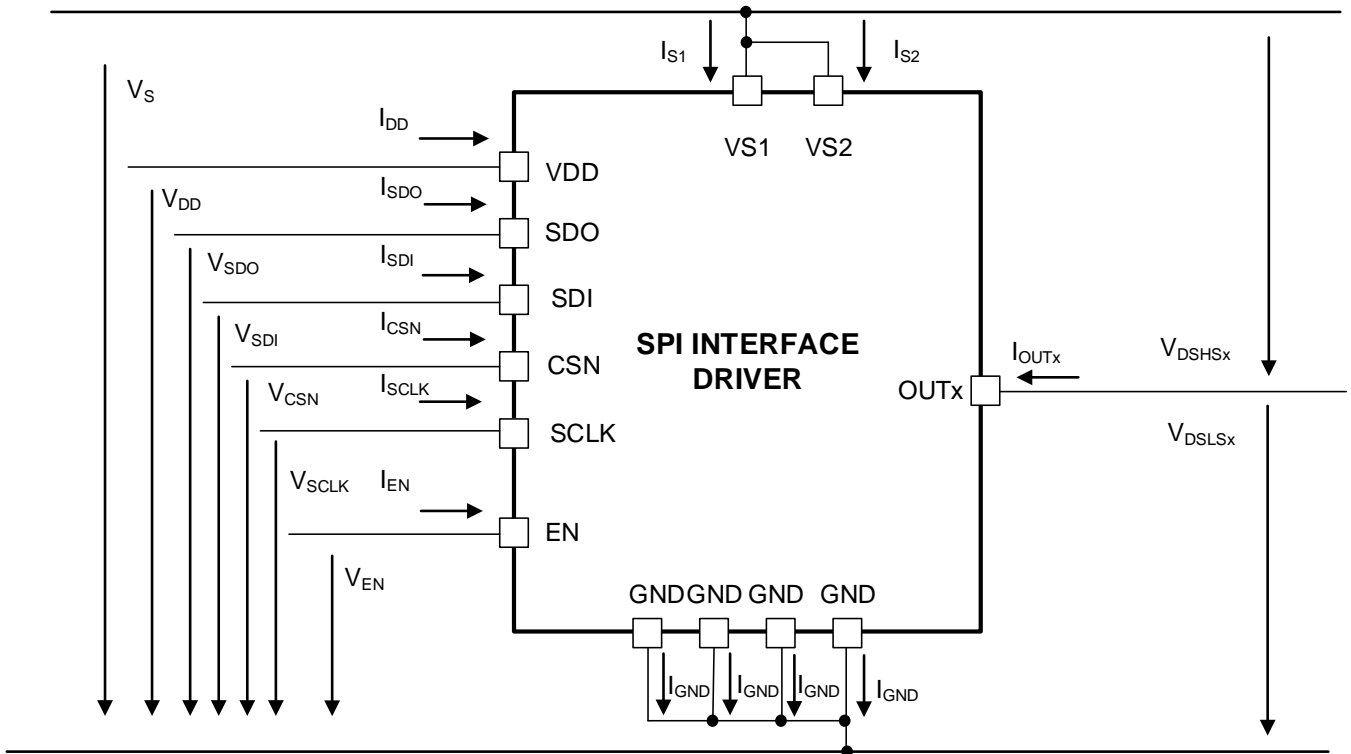 I_S1
I_S2
V_S
I_DD
VS1 VS2
VDD
V_DD
I_SDO
SDO
V_SDO
I_SDI
SDI
V_SDI
I_CSN
CSN
SPI INTERFACE
DRIVER
I_OUTx
V_DSHSx
OUTx
V_CSN
I_SCLK
SCLK
V_DSLSx
V_SCLK
I_EN
EN
V_EN
GND GND GND GND
I_GND I_GND I_GND I_GND